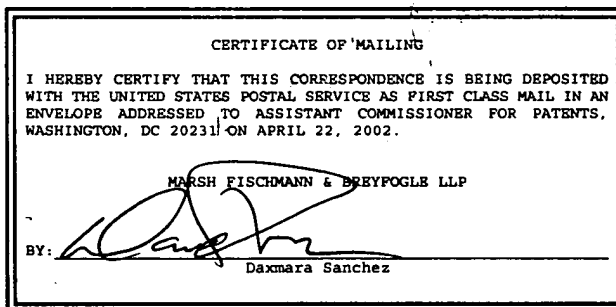 CERTIFICATE OF MAILING
I HEREBY CERTIFY THAT THIS CORRESPONDENCE IS BEING DEPOSITED
WITH THE UNITED STATES POSTAL SERVICE AS FIRST CLASS MAIL IN AN
ENVELOPE ADDRESSED TO ASSISTANT COMMISSIONER FOR PATENTS,
WASHINGTON, DC 20231 ON APRIL 22, 2002.
MARSH FISCHMANN & BREYFOGLE LLP
BY:
Daxmara Sanchez